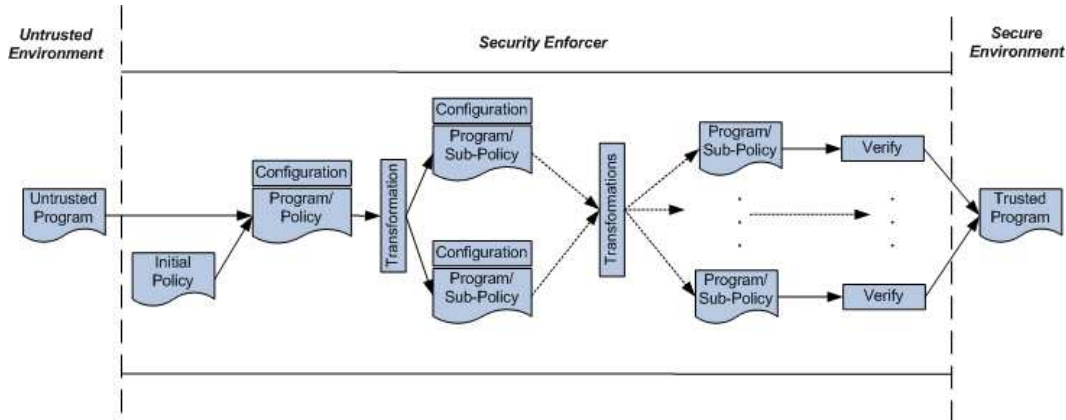 Untrusted
Environment
Security Enforcer
Secure
Environment
Untrusted
Program
Initial
Policy
Configuration
Program/
Policy
Transformation
Configuration
Program/
Sub-Policy
Configuration
Program/
Sub-Policy
Transformations
Program/
Sub-Policy
Verify
Program/
Sub-Policy
Verify
Trusted
Program